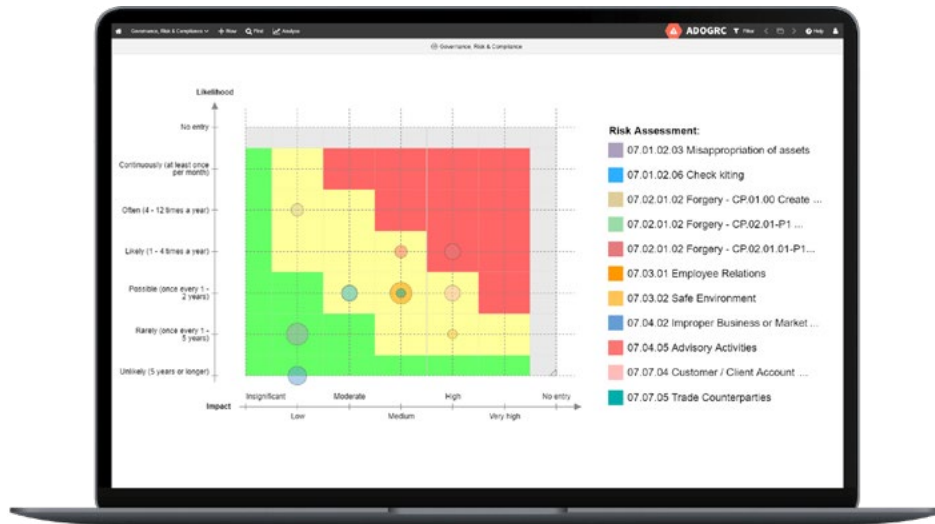 Governance, Risk & Compliance
New
Find
Analyse
ADOGRC
Filter
Help
Governance, Risk & Compliance
Likelihood
No entry
Continuously (at least once
per month)
Often (4 - 12 times a year)
Likely (1 - 4 times a year)
Possible (once every 1 -
2 years)
Rarely (once every 1 -
5 years)
Unlikely (5 years or longer)
Impact
Insignificant
Low
Moderate
Medium
High
Very high
No entry
Risk Assessment:
07.01.02.03 Misappropriation of assets
07.01.02.06 Check kiting
07.02.01.02 Forgery - CP.01.00 Create ...
07.02.01.02 Forgery - CP.02.01-P1 ...
07.02.01.02 Forgery - CP.02.01.01-P1...
07.03.01 Employee Relations
07.03.02 Safe Environment
07.04.02 Improper Business or Market ...
07.04.05 Advisory Activities
07.07.04 Customer / Client Account ...
07.07.05 Trade Counterparties